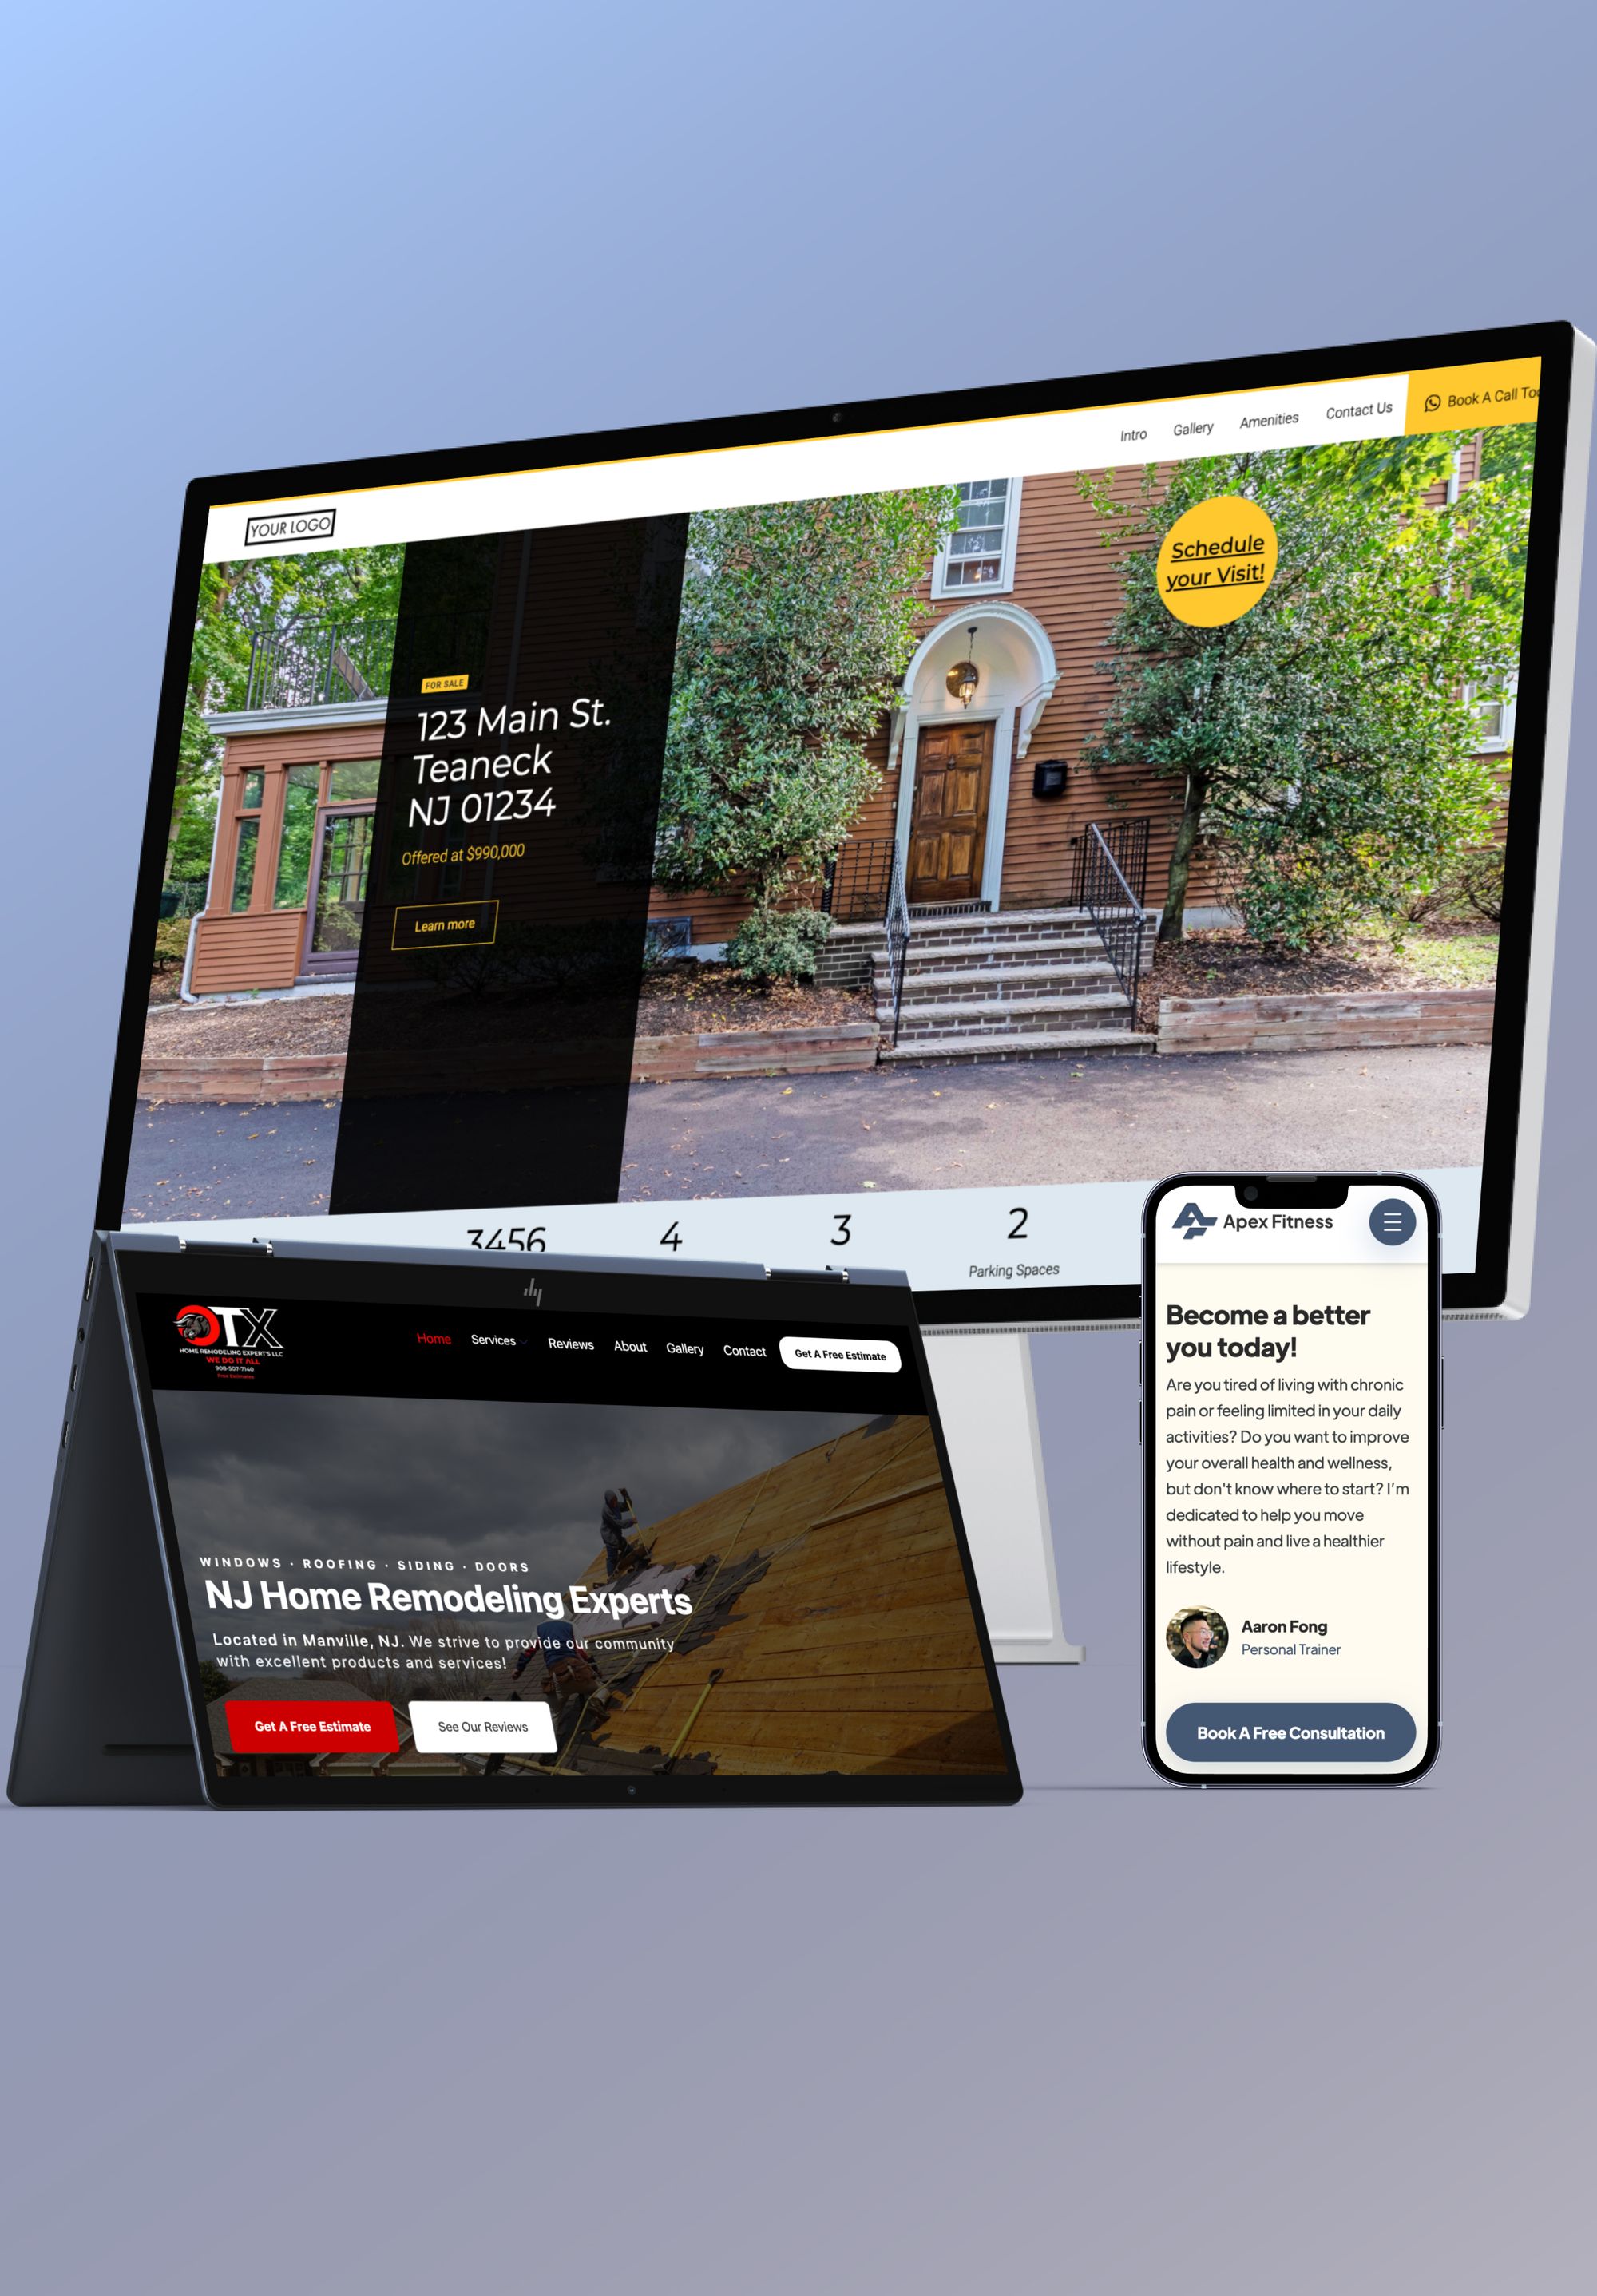 YOUR LOGO
Intro
Gallery
Amenities
Contact Us
Book A Call
Schedule
your Visit!
FOR SALE
123 Main St.
Teaneck
NJ 01234
Offered at $990,000
Learn more
3456
4
3
2
Parking Spaces
OTX
HOME REMODELING EXPERT'S LLC
WE DO IT ALL
908-507-7140
Free Estimates
Home
Services
Reviews
About
Gallery
Contact
Get A Free Estimate
WINDOWS · ROOFING · SIDING · DOORS
NJ Home Remodeling Experts
Located in Manville, NJ. We strive to provide our community
with excellent products and services!
Get A Free Estimate
See Our Reviews
Apex Fitness
Become a better
you today!
Are you tired of living with chronic
pain or feeling limited in your daily
activities? Do you want to improve
your overall health and wellness,
but don't know where to start? I'm
dedicated to help you move
without pain and live a healthier
lifestyle.
Aaron Fong
Personal Trainer
Book A Free Consultation